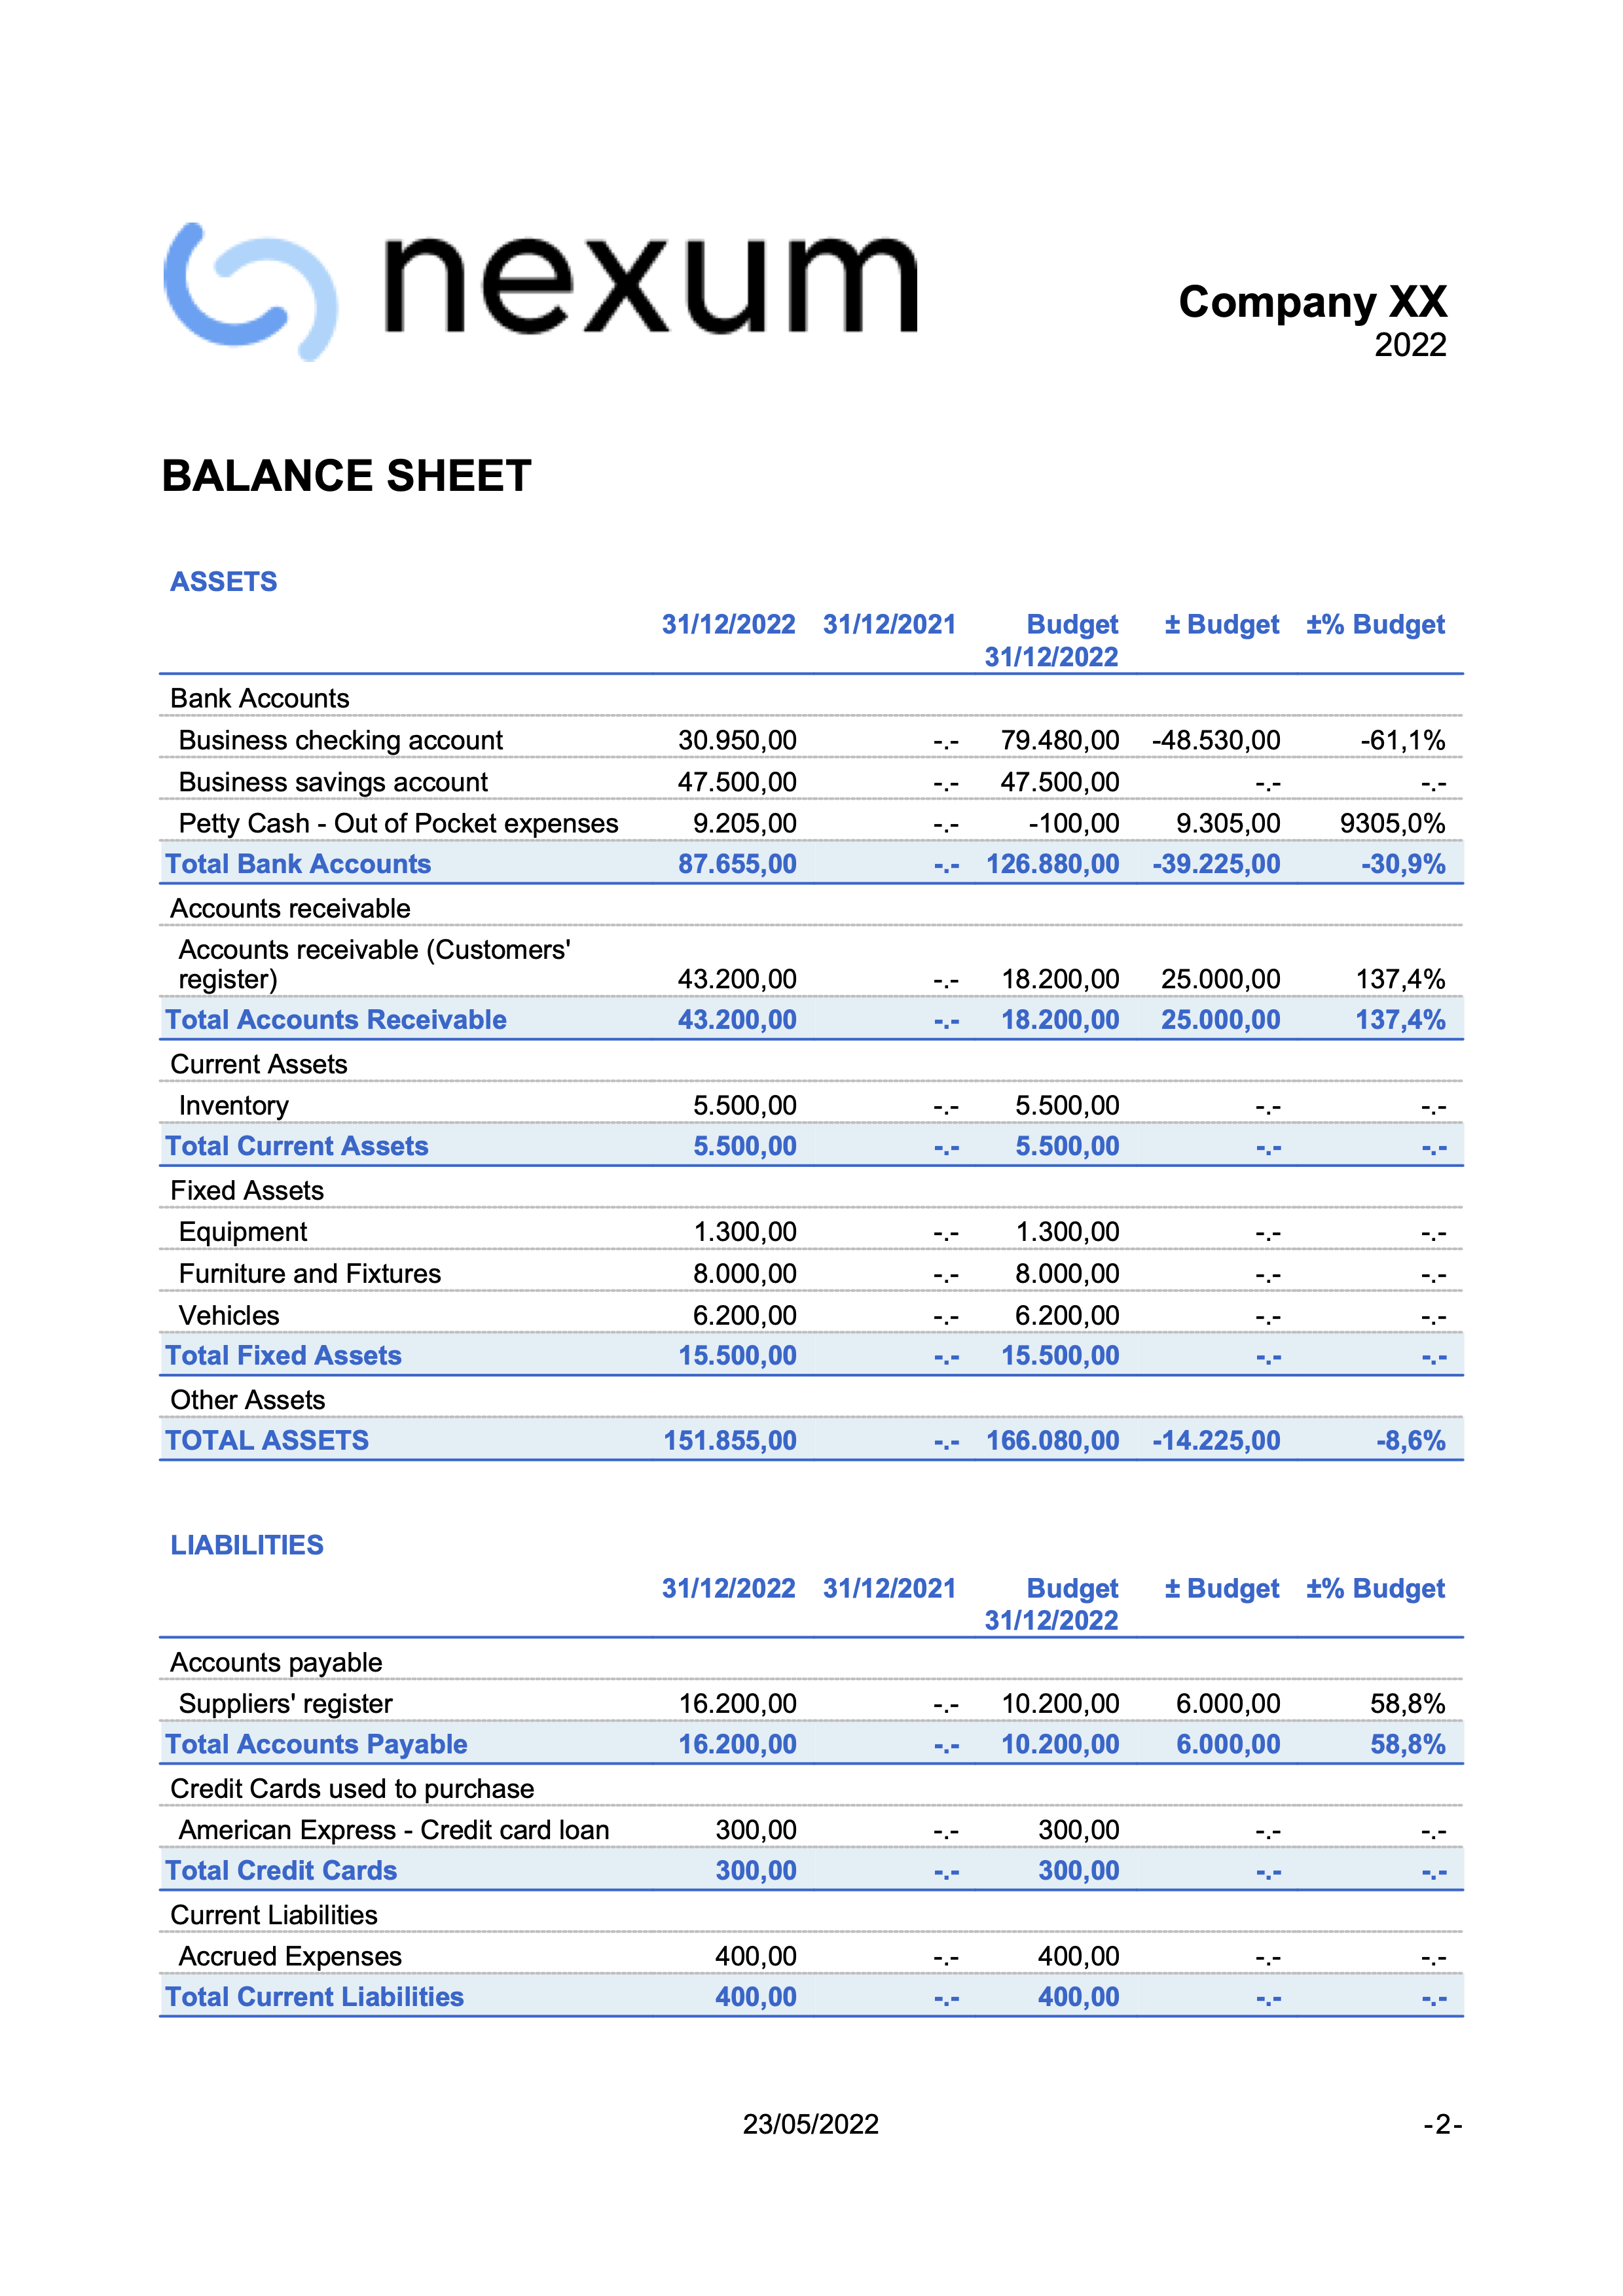 nexum
Company XX
2022
BALANCE SHEET
ASSETS
31/12/2022 31/12/2021 Budget ± Budget ±% Budget
31/12/2022
Bank Accounts
Business checking account 30.950,00 -.- 79.480,00 -48.530,00 -61,1%
Business savings account 47.500,00 -.- 47.500,00 -.- -.-
Petty Cash - Out of Pocket expenses 9.205,00 -.- -100,00 9.305,00 9305,0%
Total Bank Accounts 87.655,00 -.- 126.880,00 -39.225,00 -30,9%
Accounts receivable
Accounts receivable (Customers'
register) 43.200,00 -.- 18.200,00 25.000,00 137,4%
Total Accounts Receivable 43.200,00 -.- 18.200,00 25.000,00 137,4%
Current Assets
Inventory 5.500,00 -.- 5.500,00 -.- -.-
Total Current Assets 5.500,00 -.- 5.500,00 -.- -.-
Fixed Assets
Equipment 1.300,00 -.- 1.300,00 -.- -.-
Furniture and Fixtures 8.000,00 -.- 8.000,00 -.- -.-
Vehicles 6.200,00 -.- 6.200,00 -.- -.-
Total Fixed Assets 15.500,00 -.- 15.500,00 -.- -.-
Other Assets
TOTAL ASSETS 151.855,00 -.- 166.080,00 -14.225,00 -8,6%
LIABILITIES
31/12/2022 31/12/2021 Budget ± Budget ±% Budget
31/12/2022
Accounts payable
Suppliers' register 16.200,00 -.- 10.200,00 6.000,00 58,8%
Total Accounts Payable 16.200,00 -.- 10.200,00 6.000,00 58,8%
Credit Cards used to purchase
American Express - Credit card loan 300,00 -.- 300,00 -.- -.-
Total Credit Cards 300,00 -.- 300,00 -.- -.-
Current Liabilities
Accrued Expenses 400,00 -.- 400,00 -.- -.-
Total Current Liabilities 400,00 -.- 400,00 -.- -.-
23/05/2022 -2-